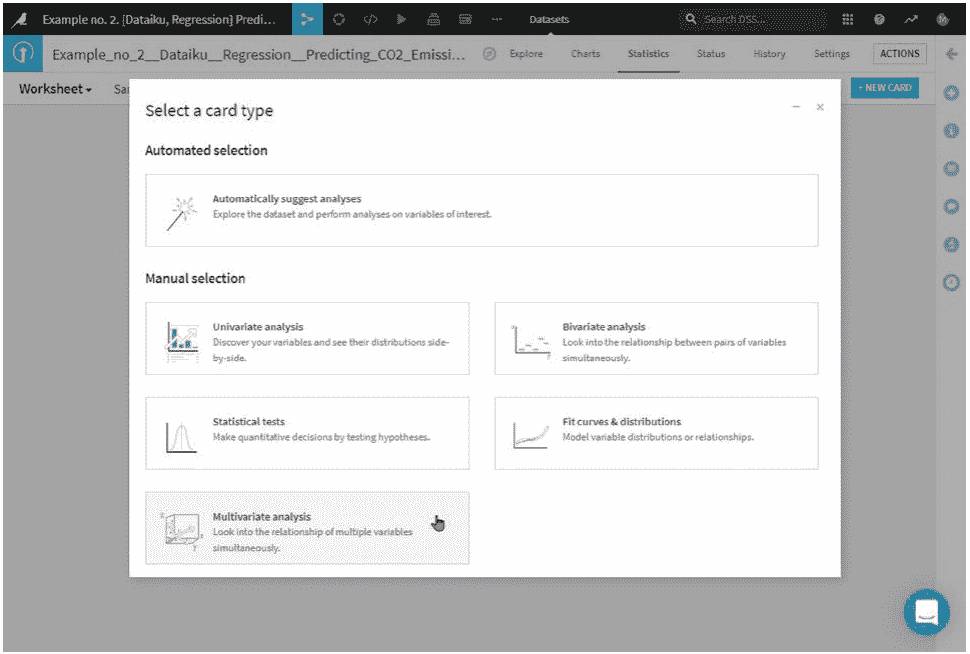 Example no. 2. [Dataiku, Regression] Predi...
Datasets
Search DSS...
Example_no_2__Dataiku__Regression__Predicting_CO2_Emissi...
Explore
Charts
Statistics
Status
History
Settings
ACTIONS
Worksheet
Sa
+ NEW CARD
Select a card type
Automated selection
Automatically suggest analyses
Explore the dataset and perform analyses on variables of interest.
Manual selection
Univariate analysis
Discover your variables and see their distributions side-
by-side.
Bivariate analysis
Look into the relationship between pairs of variables
simultaneously.
Statistical tests
Make quantitative decisions by testing hypotheses.
Fit curves & distributions
Model variable distributions or relationships.
Multivariate analysis
Look into the relationship of multiple variables
simultaneously.